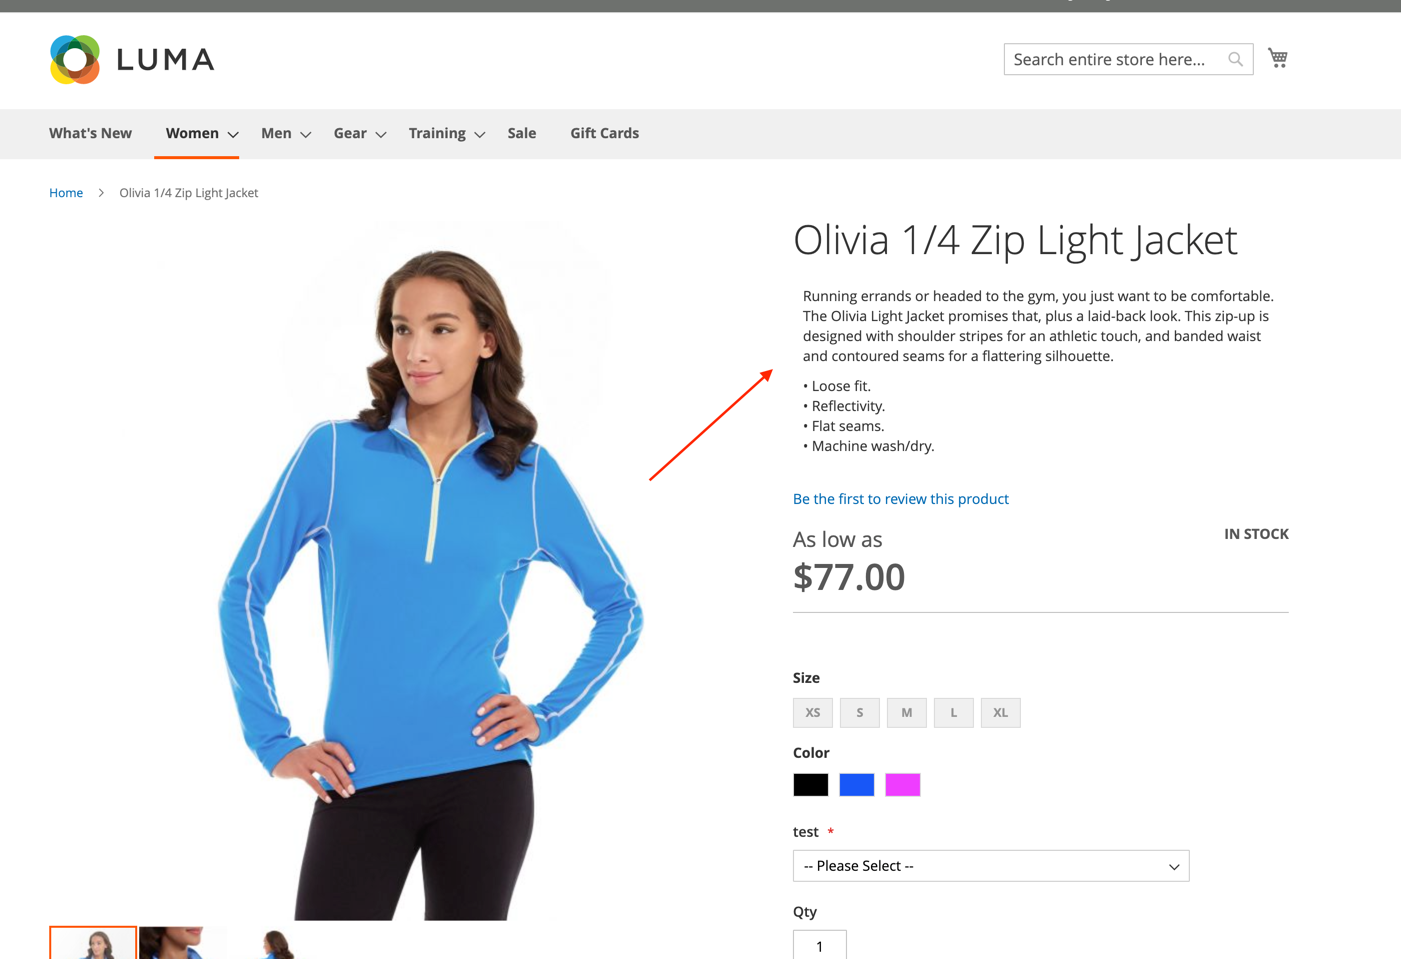 LUMA
Search entire store here...
What's New Women Men Gear Training Sale Gift Cards
Home Olivia 1/4 Zip Light Jacket
Olivia 1/4 Zip Light Jacket
Running errands or headed to the gym, you just want to be comfortable.
The Olivia Light Jacket promises that, plus a laid-back look. This zip-up is
designed with shoulder stripes for an athletic touch, and banded waist
and contoured seams for a flattering silhouette.
• Loose fit.
• Reflectivity.
• Flat seams.
• Machine wash/dry.
Be the first to review this product
As low as
IN STOCK
$77.00
Size
XS S M L XL
Color
test *
-- Please Select --
Qty
1